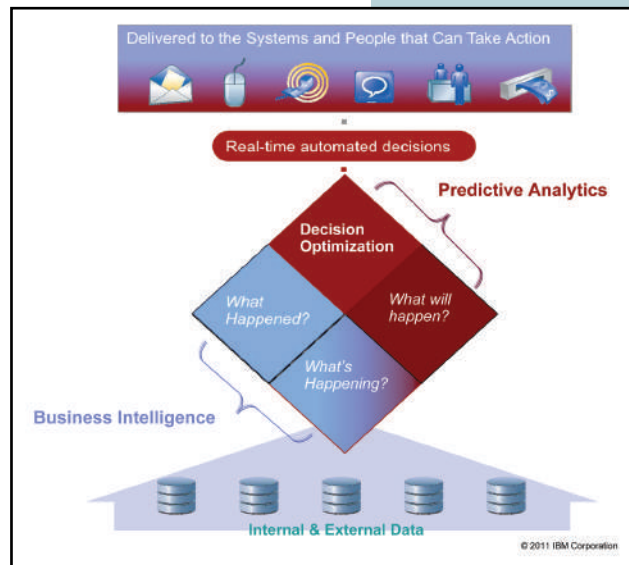 Delivered to the Systems and People that Can Take Action
Real-time automated decisions
Predictive Analytics
Decision
Optimization
What
Happened?
What will
happen?
What's
Happening?
Business Intelligence
Internal & External Data
© 2011 IBM Corporation